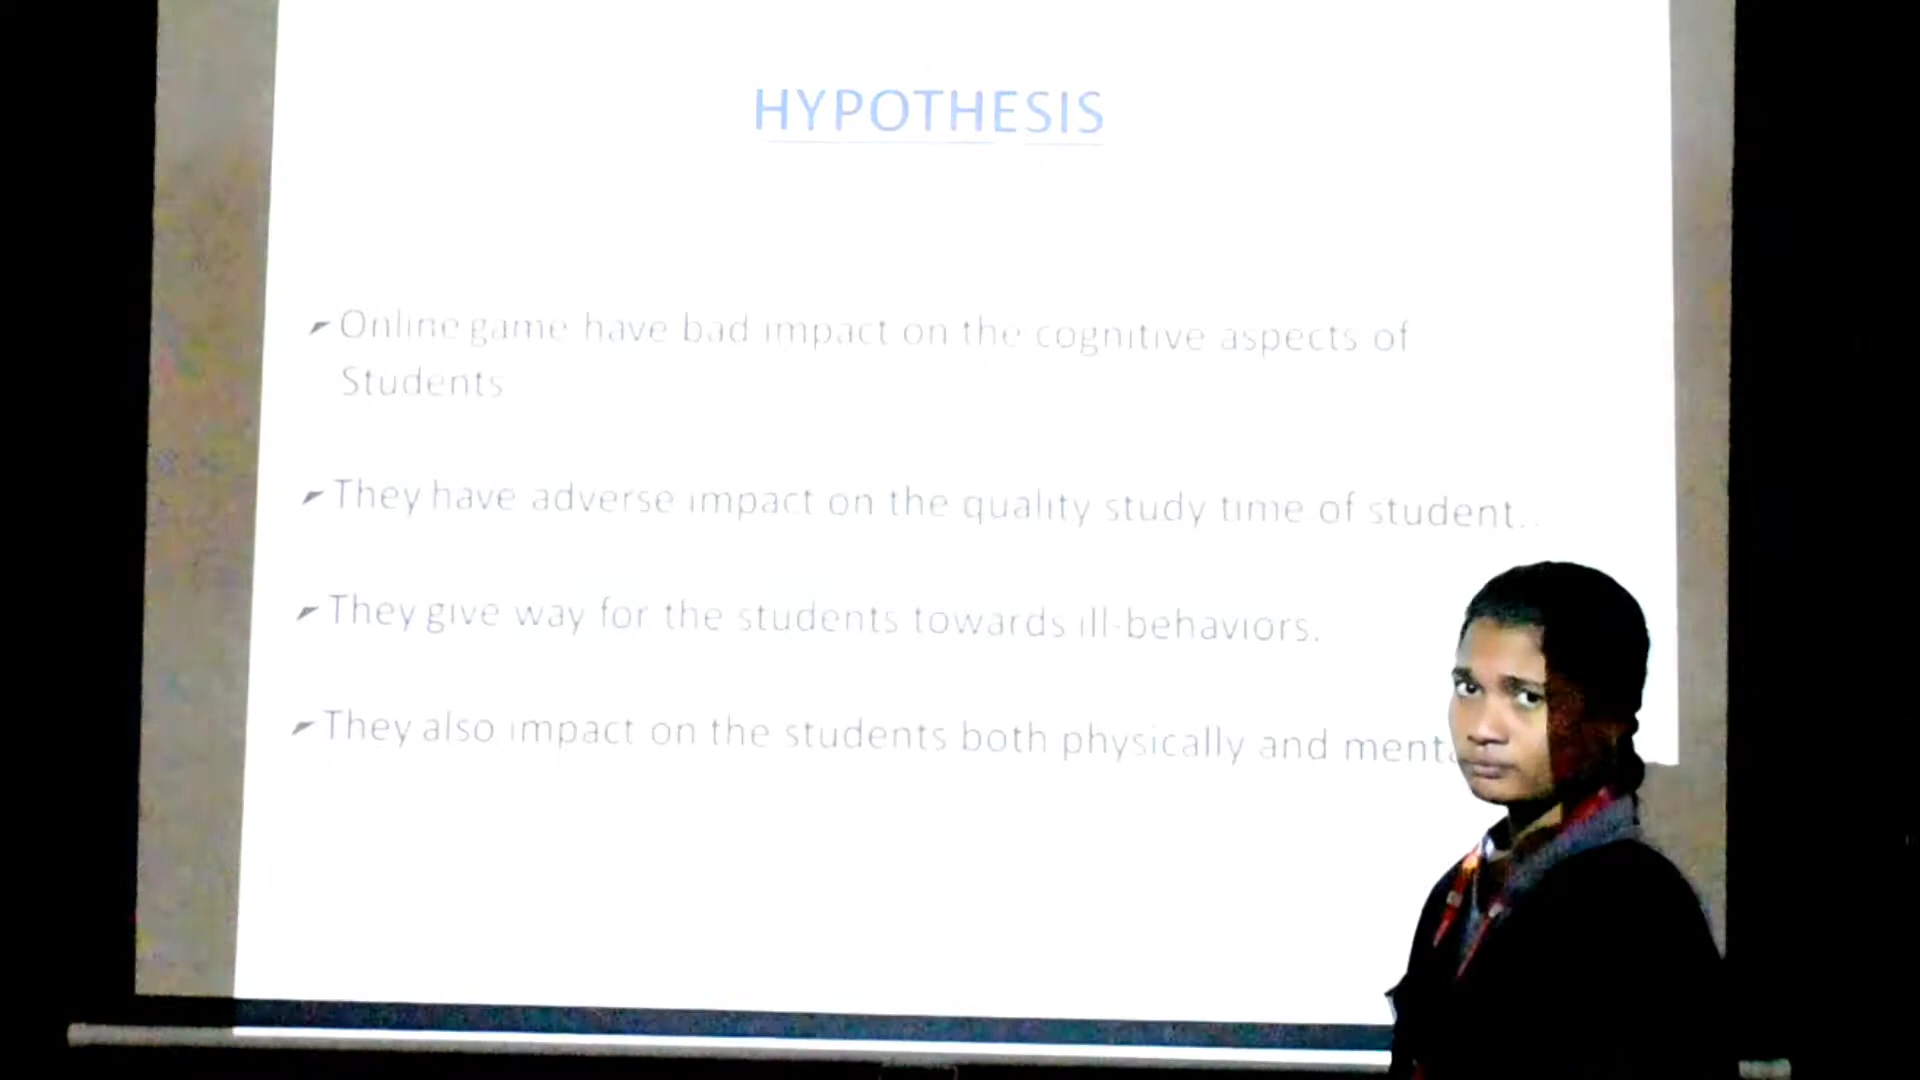 HYPOTHESIS
Online game have bad impact on the cognitive aspects of
Students
They have adverse impact on the quality study time of student..
They give way for the students towards ill-behaviors.
They also impact on the students both physically and